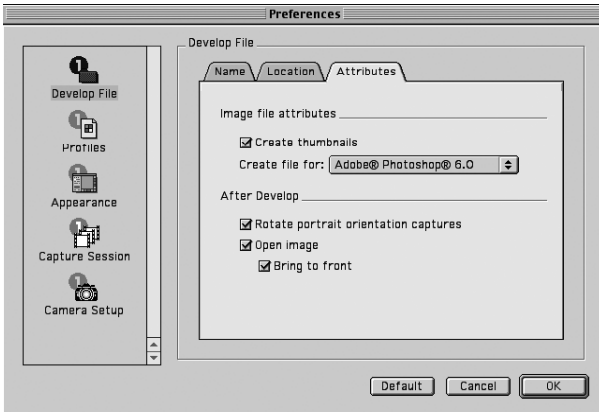 Preferences
Develop File
Profiles
Appearance
Capture Session
Camera Setup
Develop File
Name
Location
Attributes
Image file attributes
Create thumbnails
Create file for: Adobe® Photoshop® 6.0
After Develop
Rotate portrait orientation captures
Open image
Bring to front
Default
Cancel
OK